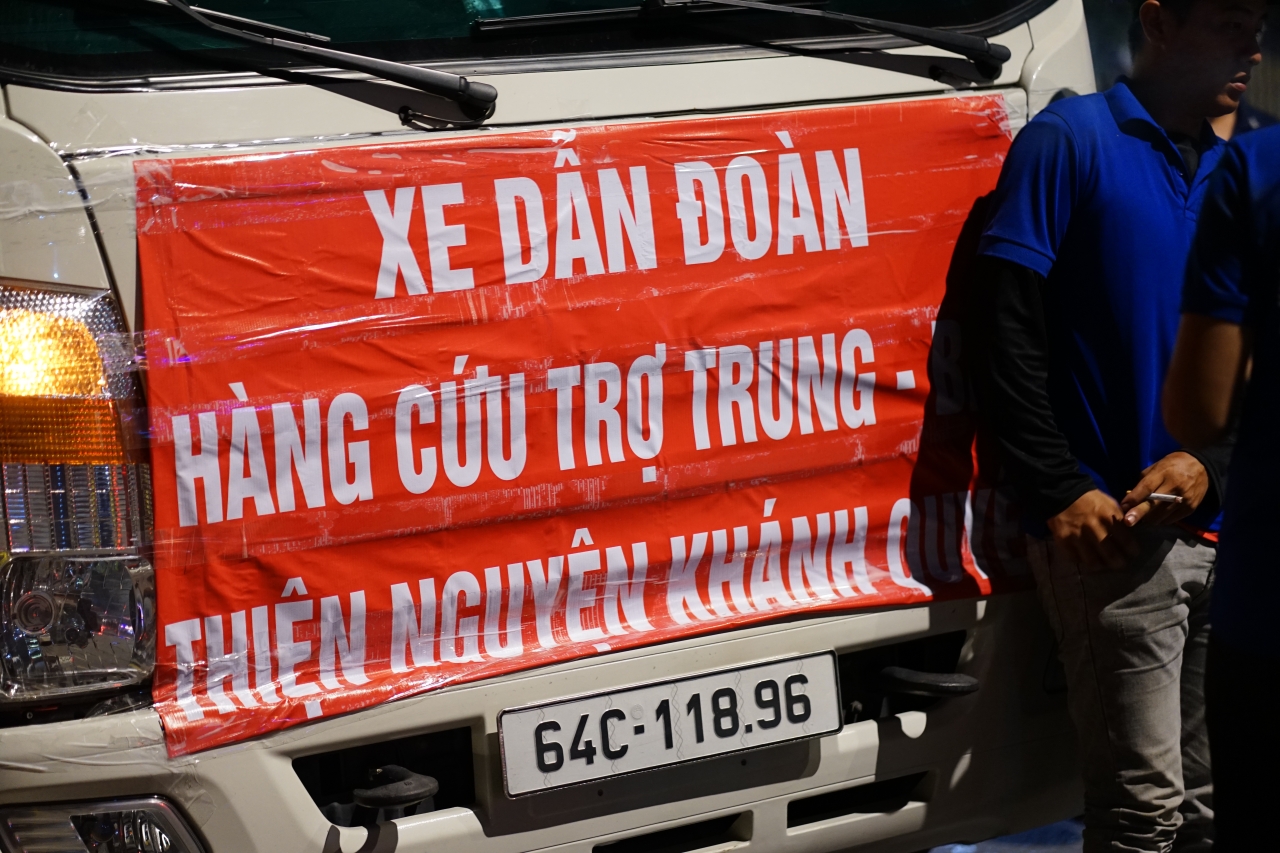 XE DẪN ĐOÀN
HÀNG CỨU TRỢ TRUNG -
THIỆN NGUYỆN KHÁNH
64C-118.96